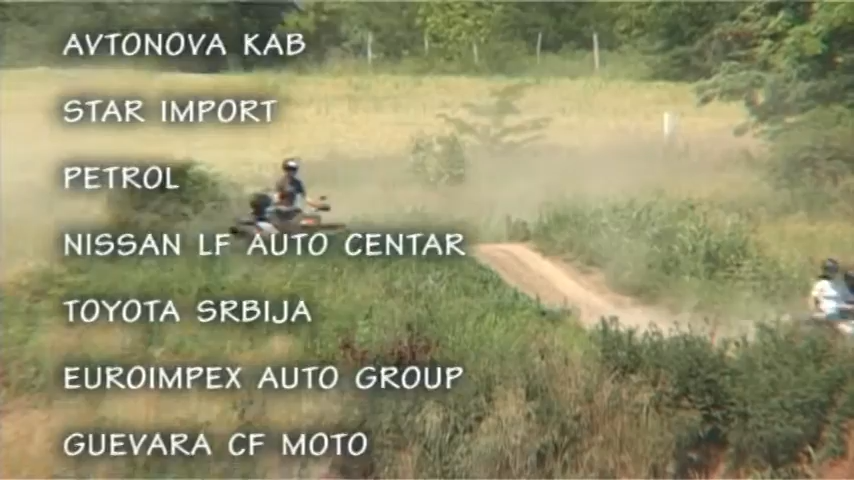 AVTONOVA KAB
STAR IMPORT
PETROL
NISSAN LF AUTO CENTAR
TOYOTA SRBIJA
EUROIMPEX AUTO GROUP
GUEVARA CF MOTO